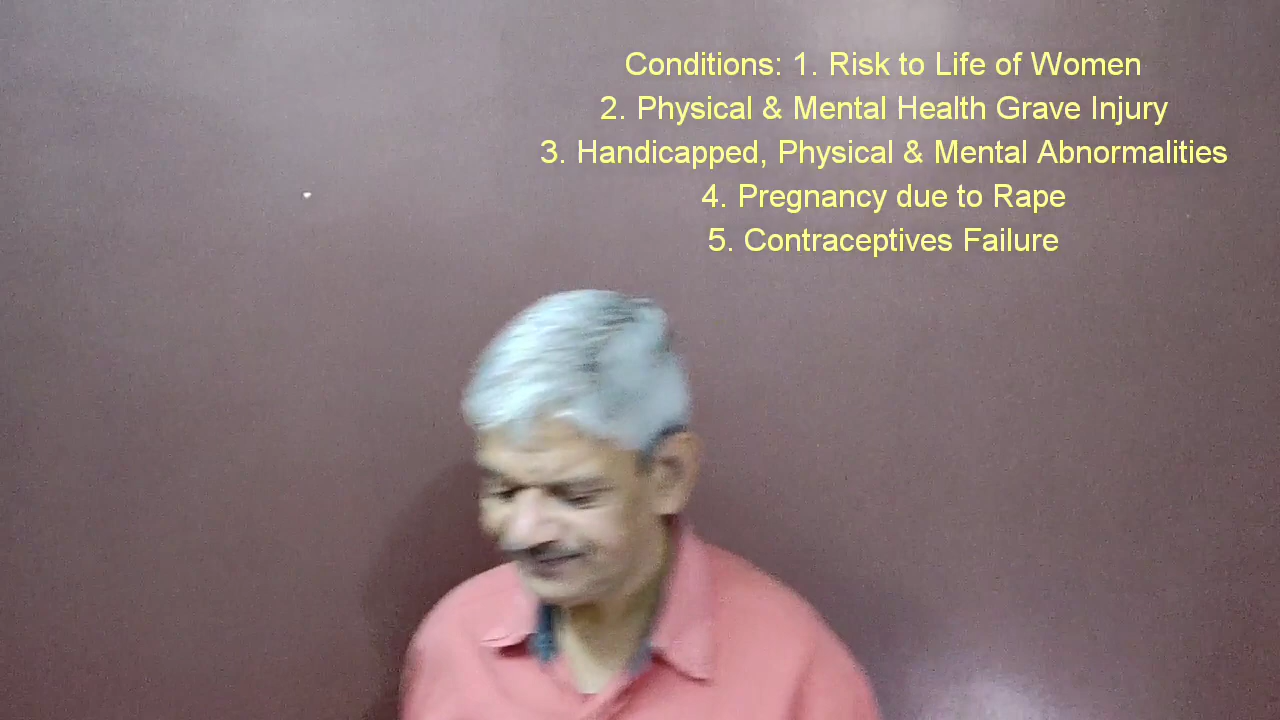 Conditions: 1. Risk to Life of Women
2. Physical & Mental Health Grave Injury
3. Handicapped, Physical & Mental Abnormalities
4. Pregnancy due to Rape
5. Contraceptives Failure